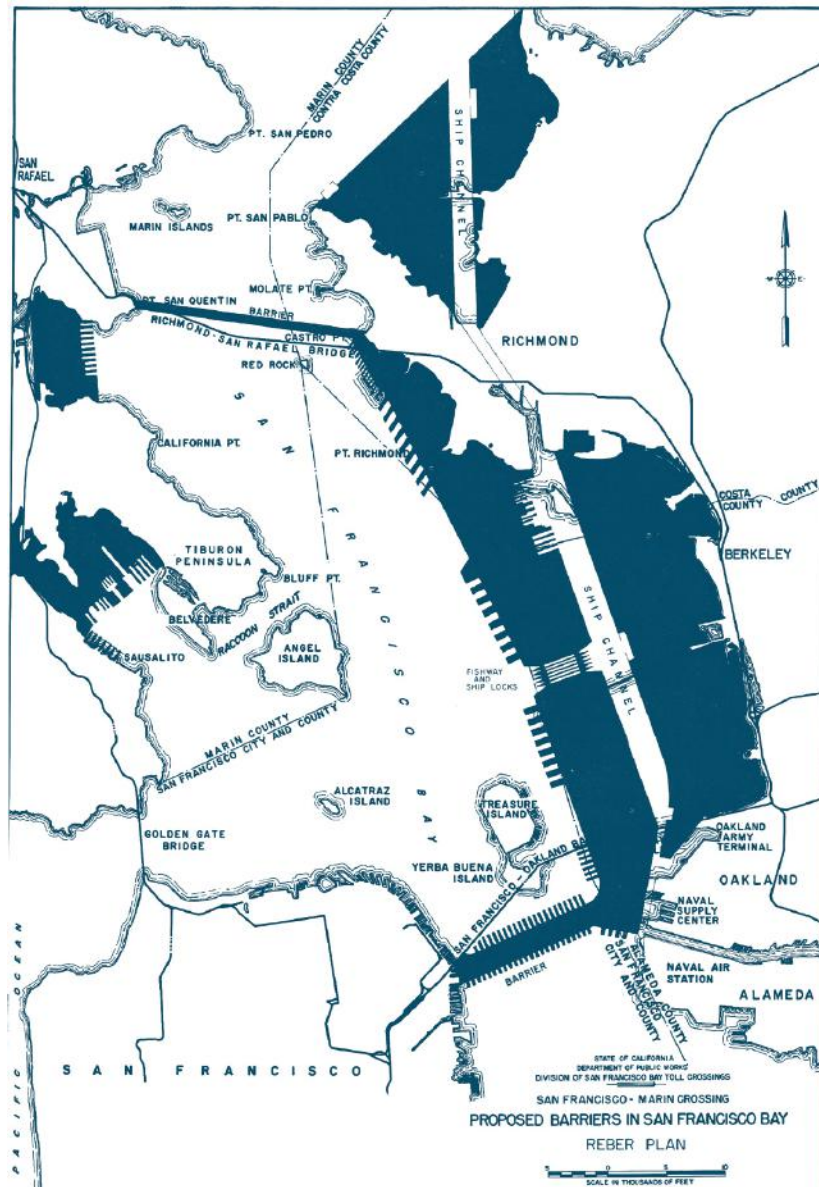 MARIN COUNTY
CONTRA COSTA COUNTY
SHIP CHANNEL
PT. SAN PEDRO
SAN
RAFAEL
MARIN ISLANDS
PT. SAN PABLO
MOLATE PT.
PT. SAN QUENTIN
BARRIER
RICHMOND-SAN RAFAEL BRIDGE
CASTRO PT.
RED ROCK
RICHMOND
SAN FRANCISCO BAY
CALIFORNIA PT.
PT. RICHMOND
COSTA
COUNTY
COUNTY
BERKELEY
TIBURON
PENINSULA
BLUFF PT.
BELVEDERE
RACCOON STRAIT
SAUSALITO
ANGEL
ISLAND
SHIP CHANNEL
FISHWAY
AND
SHIP LOCKS
MARIN COUNTY
SAN FRANCISCO CITY AND COUNTY
ALCATRAZ
ISLAND
TREASURE
ISLAND
GOLDEN GATE
BRIDGE
OAKLAND
ARMY
TERMINAL
YERBA BUENA
ISLAND
SAN FRANCISCO - OAKLAND BA
OAKLAND
NAVAL
SUPPLY
CENTER
BARRIER
ALAMEDA COUNTY
SAN FRANCISCO
CITY AND COUNTY
NAVAL AIR
STATION
ALAMEDA
PACIFIC OCEAN
SAN FRANCISCO
STATE OF CALIFORNIA
DEPARTMENT OF PUBLIC WORKS
DIVISION OF SAN FRANCISCO BAY TOLL CROSSINGS
SAN FRANCISCO - MARIN CROSSING
PROPOSED BARRIERS IN SAN FRANCISCO BAY
REBER PLAN
5 0 5 10
SCALE IN THOUSANDS OF FEET